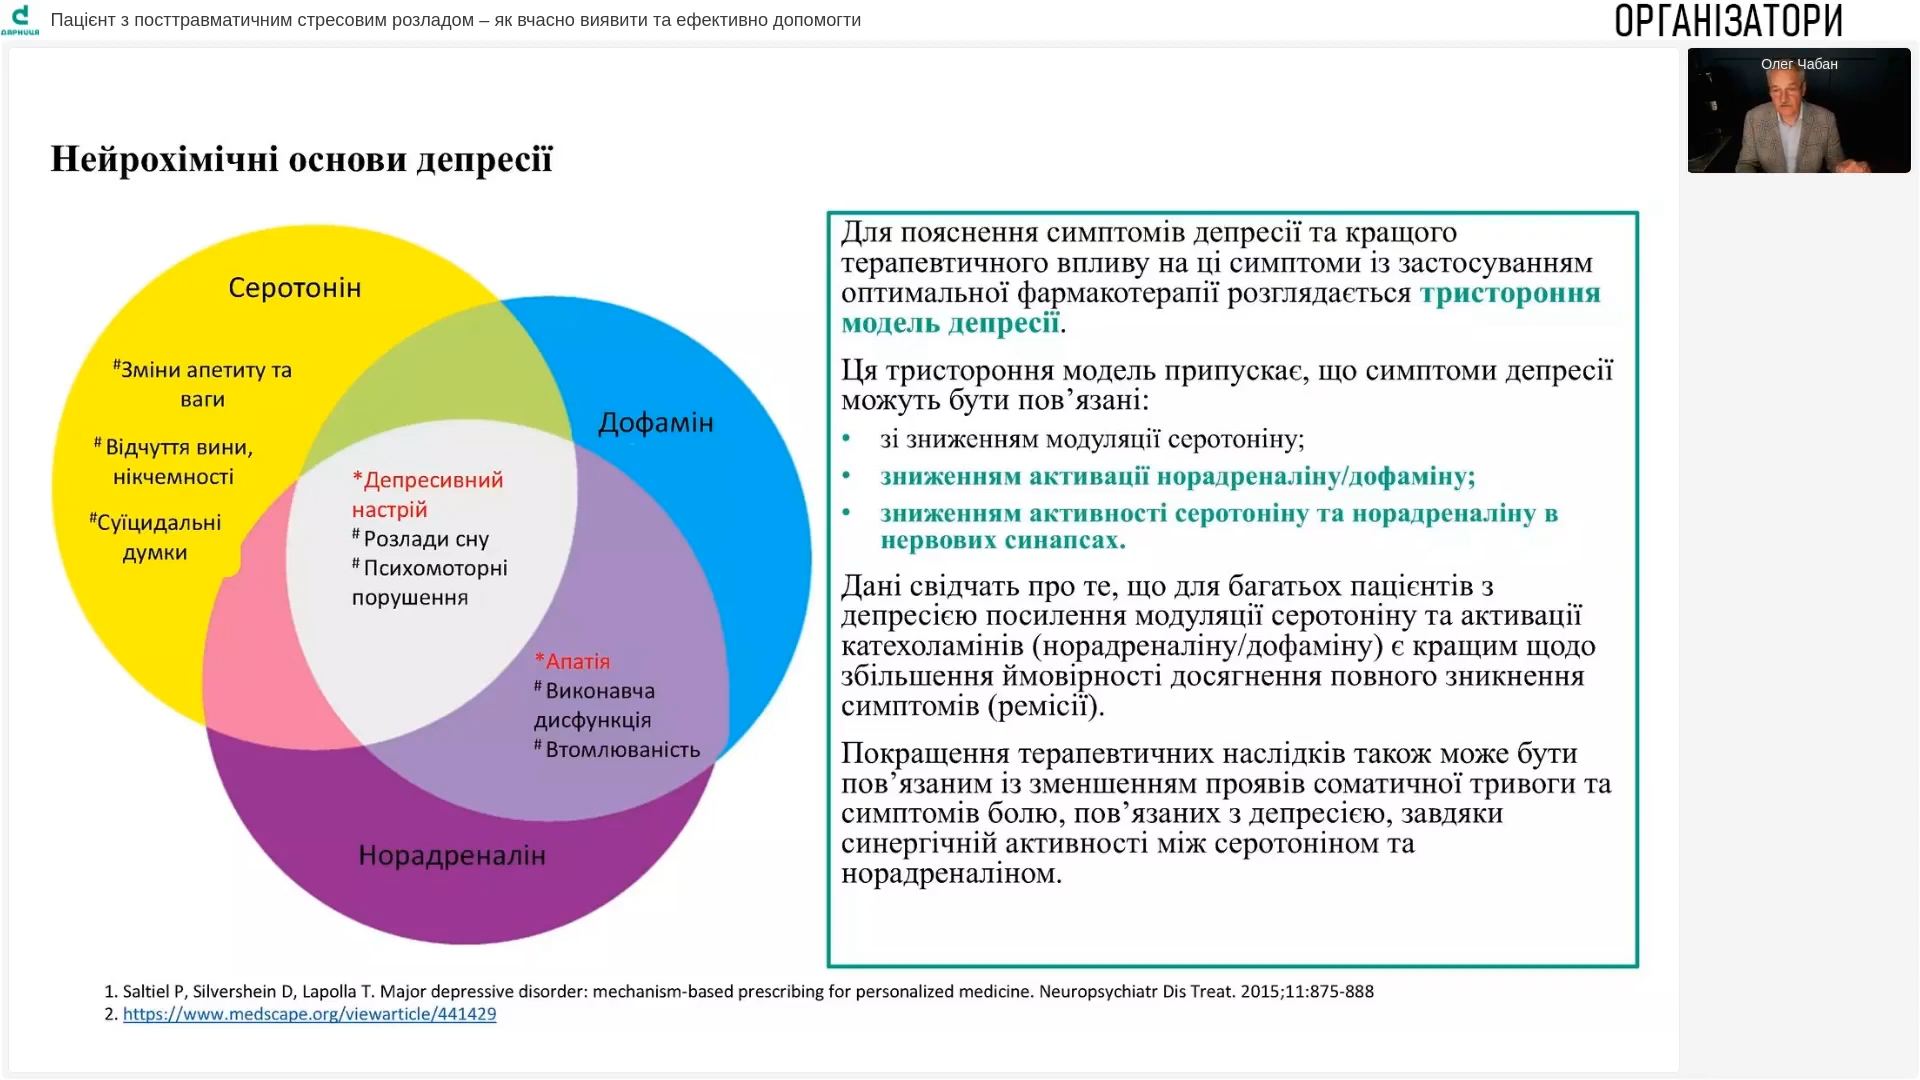 Дарниця
Пацієнт з посттравматичним стресовим розладом – як вчасно виявити та ефективно допомогти
ОРГАНІЗАТОРИ
Олег Чабан
Нейрохімічні основи депресії
Серотонін
#Зміни апетиту та
ваги
# Відчуття вини,
нікчемності
#Суїцидальні
думки
Дофамін
*Депресивний
настрій
# Розлади сну
# Психомоторні
порушення
*Апатія
# Виконавча
дисфункція
# Втомлюваність
Норадреналін
Для пояснення симптомів депресії та кращого
терапевтичного впливу на ці симптоми із застосуванням
оптимальної фармакотерапії розглядається тристороння
модель депресії.
Ця тристороння модель припускає, що симптоми депресії
можуть бути пов’язані:
• зі зниженням модуляції серотоніну;
• зниженням активації норадреналіну/дофаміну;
• зниженням активності серотоніну та норадреналіну в
нервових синапсах.
Дані свідчать про те, що для багатьох пацієнтів з
депресією посилення модуляції серотоніну та активації
катехоламінів (норадреналіну/дофаміну) є кращим щодо
збільшення ймовірності досягнення повного зникнення
симптомів (ремісії).
Покращення терапевтичних наслідків також може бути
пов’язаним із зменшенням проявів соматичної тривоги та
симптомів болю, пов’язаних з депресією, завдяки
синергічній активності між серотоніном та
норадреналіном.
1. Saltiel P, Silvershein D, Lapolla T. Major depressive disorder: mechanism-based prescribing for personalized medicine. Neuropsychiatr Dis Treat. 2015;11:875-888
2. https://www.medscape.org/viewarticle/441429